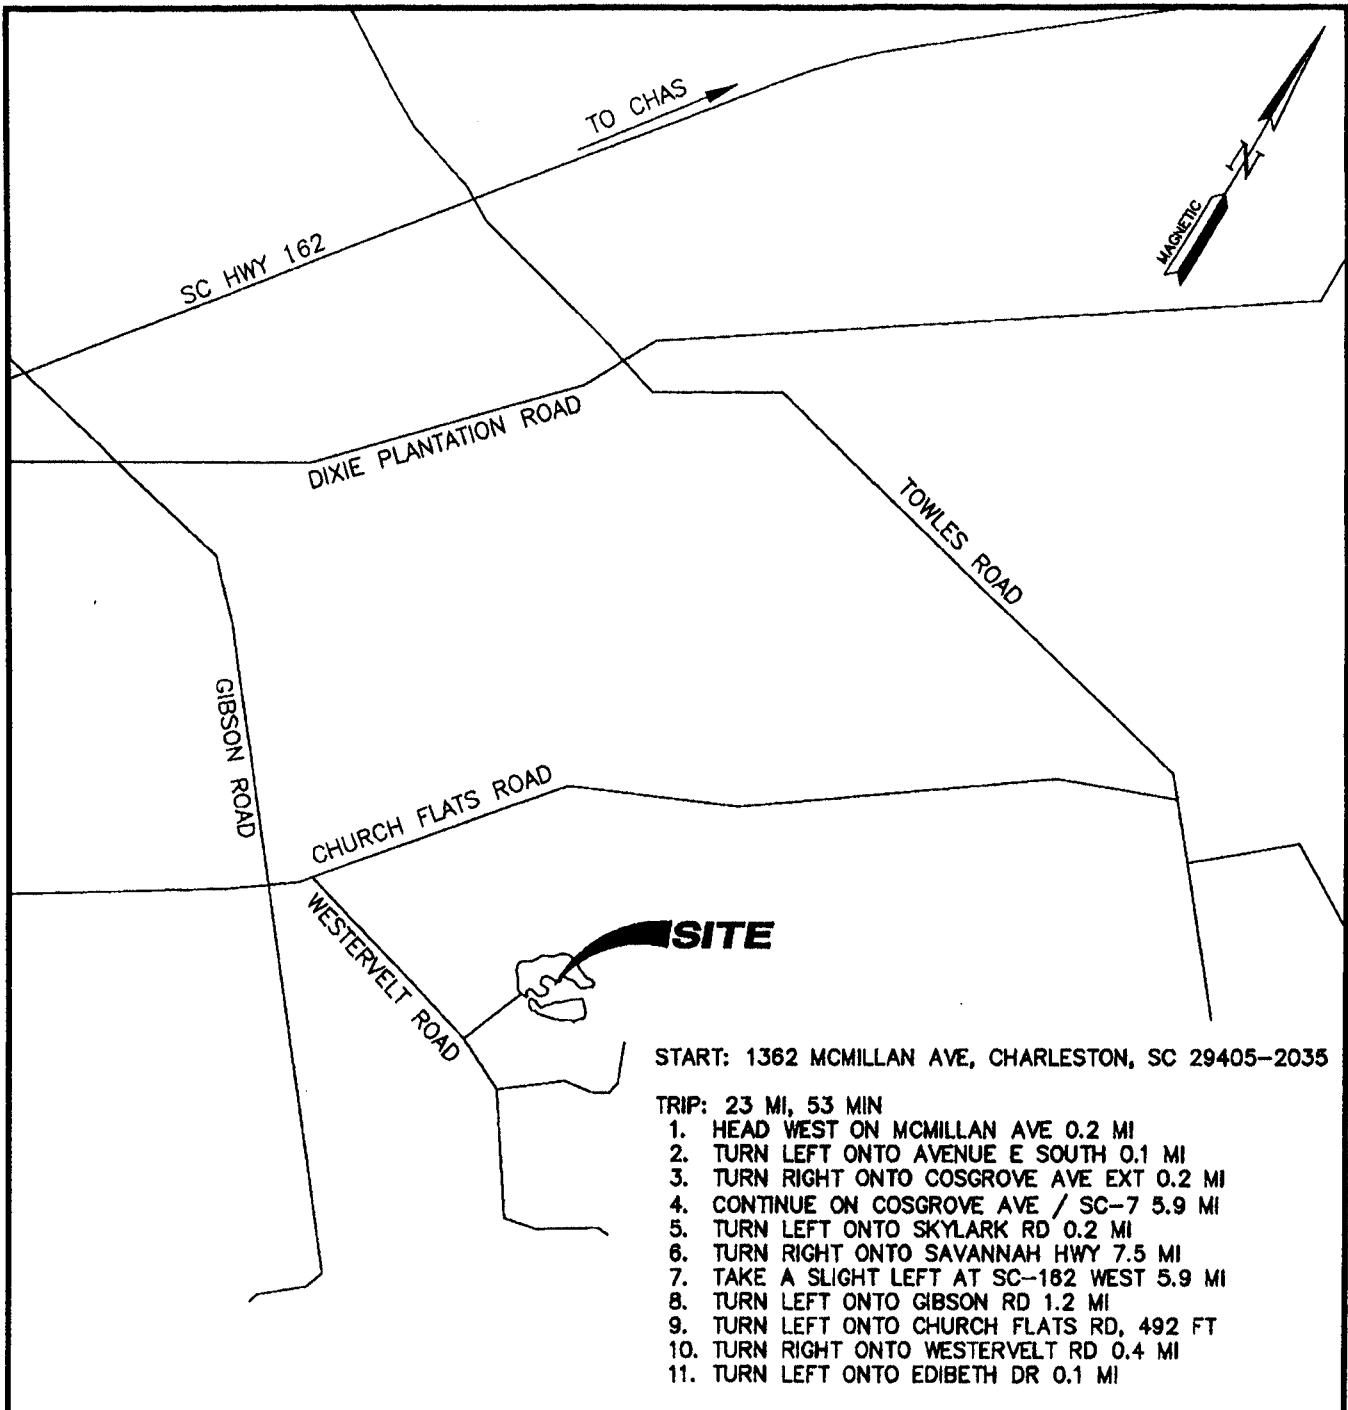 TO CHAS
N
MAGNETIC
SC HWY 162
DIXIE PLANTATION ROAD
TOWLES ROAD
GIBSON ROAD
CHURCH FLATS ROAD
WESTERVELT ROAD
SITE
START: 1362 MCMILLAN AVE, CHARLESTON, SC 29405-2035
TRIP: 23 MI, 53 MIN
1. HEAD WEST ON MCMILLAN AVE 0.2 MI
2. TURN LEFT ONTO AVENUE E SOUTH 0.1 MI
3. TURN RIGHT ONTO COSGROVE AVE EXT 0.2 MI
4. CONTINUE ON COSGROVE AVE / SC-7 5.9 MI
5. TURN LEFT ONTO SKYLARK RD 0.2 MI
6. TURN RIGHT ONTO SAVANNAH HWY 7.5 MI
7. TAKE A SLIGHT LEFT AT SC-162 WEST 5.9 MI
8. TURN LEFT ONTO GIBSON RD 1.2 MI
9. TURN LEFT ONTO CHURCH FLATS RD, 492 FT
10. TURN RIGHT ONTO WESTERVELT RD 0.4 MI
11. TURN LEFT ONTO EDIBETH DR 0.1 MI